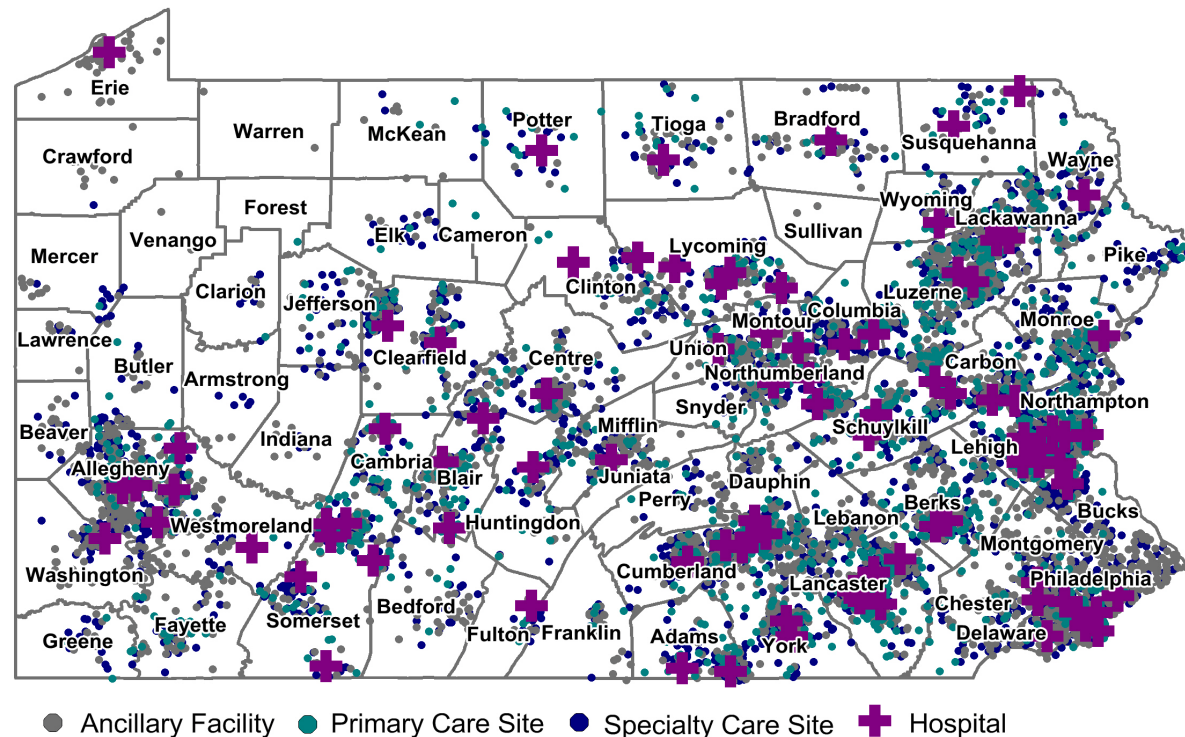 Erie
Warren
McKean
Potter
Tioga
Bradford
Susquehanna
Crawford
Wayne
Forest
Wyoming
Lackawanna
Venango
Elk
Cameron
Sullivan
Mercer
Lycoming
Pike
Clarion
Jefferson
Clinton
Luzerne
Columbia
Montour
Monroe
Lawrence
Butler
Clearfield
Centre
Union
Carbon
Armstrong
Northumberland
Snyder
Northampton
Beaver
Indiana
Mifflin
Schuylkill
Lehigh
Allegheny
Cambria
Blair
Juniata
Dauphin
Perry
Berks
Bucks
Westmoreland
Huntingdon
Lebanon
Montgomery
Washington
Cumberland
Lancaster
Philadelphia
Bedford
Chester
Somerset
Fayette
Greene
Fulton
Franklin
Adams
York
Delaware
Ancillary Facility
Primary Care Site
Specialty Care Site
Hospital